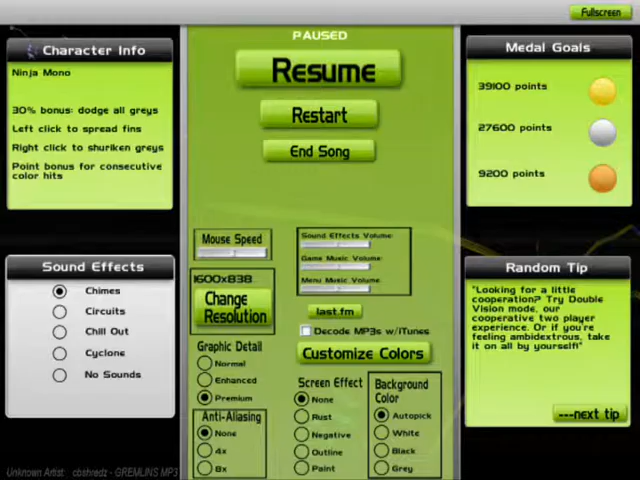 Fullscreen
PAUSED
Character Info
Ninja Mono
30% bonus: dodge all greys
Left click to spread fins
Right click to shuriken greys
Point bonus for consecutive
color hits
Resume
Restart
End Song
Medal Goals
39100 points
27600 points
9200 points
Sound Effects
Chimes
Circuits
Chill Out
Cyclone
No Sounds
Mouse Speed
1600x838
Change
Resolution
Graphic Detail
Normal
Enhanced
Premium
Anti-Aliasing
None
4x
8x
Sound Effects Volume:
Game Music Volume:
Menu Music Volume:
last.fm
Decode MP3s w/iTunes
Customize Colors
Screen Effect
None
Rust
Negative
Outline
Paint
Background
Color
Autopick
White
Black
Grey
Random Tip
"Looking for a little
cooperation? Try Double
Vision mode, our
cooperative two player
experience. Or if you're
feeling ambidextrous, take
it on all by yourself!"
---next tip
Unknown Artist: cbshredz - GREMLINS MP3